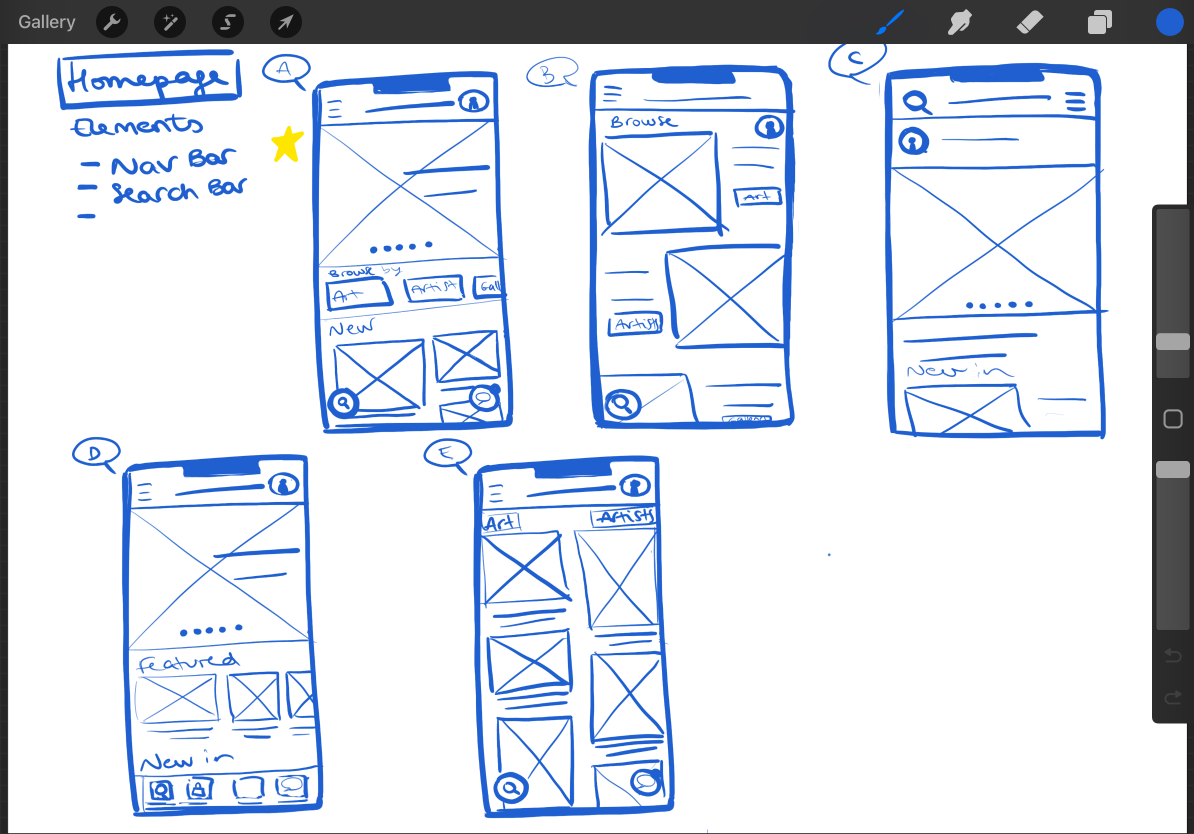 Gallery
Homepage
Elements
- Nav Bar
- Search Bar
-
A
Browse by
Art
Artist
Gall
New
B
Browse
Art
Artists
C
New in
D
Featured
New in
E
Art
Artists